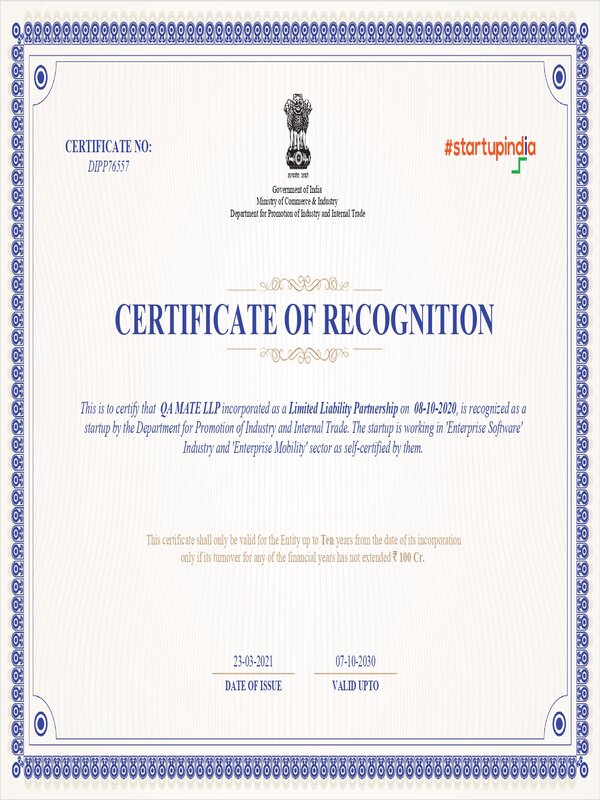 CERTIFICATE NO:
DIPP76557
#startupindia
सत्यमेव जयते
Government of India
Ministry of Commerce & Industry
Department for Promotion of Industry and Internal Trade
CERTIFICATE OF RECOGNITION
This is to certify that QA MATE LLP incorporated as a Limited Liability Partnership on 08-10-2020, is recognized as a
startup by the Department for Promotion of Industry and Internal Trade. The startup is working in 'Enterprise Software'
Industry and 'Enterprise Mobility' sector as self-certified by them.
This certificate shall only be valid for the Entity up to Ten years from the date of its incorporation
only if its turnover for any of the financial years has not extended ₹ 100 Cr.
23-03-2021
DATE OF ISSUE
07-10-2030
VALID UPTO